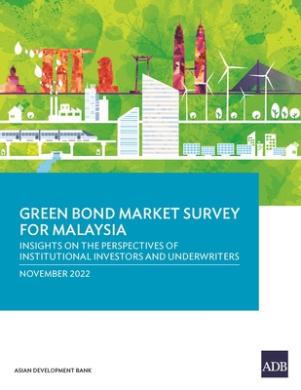 GREEN BOND MARKET SURVEY
FOR MALAYSIA
INSIGHTS ON THE PERSPECTIVES OF
INSTITUTIONAL INVESTORS AND UNDERWRITERS
NOVEMBER 2022
ASIAN DEVELOPMENT BANK
ADB